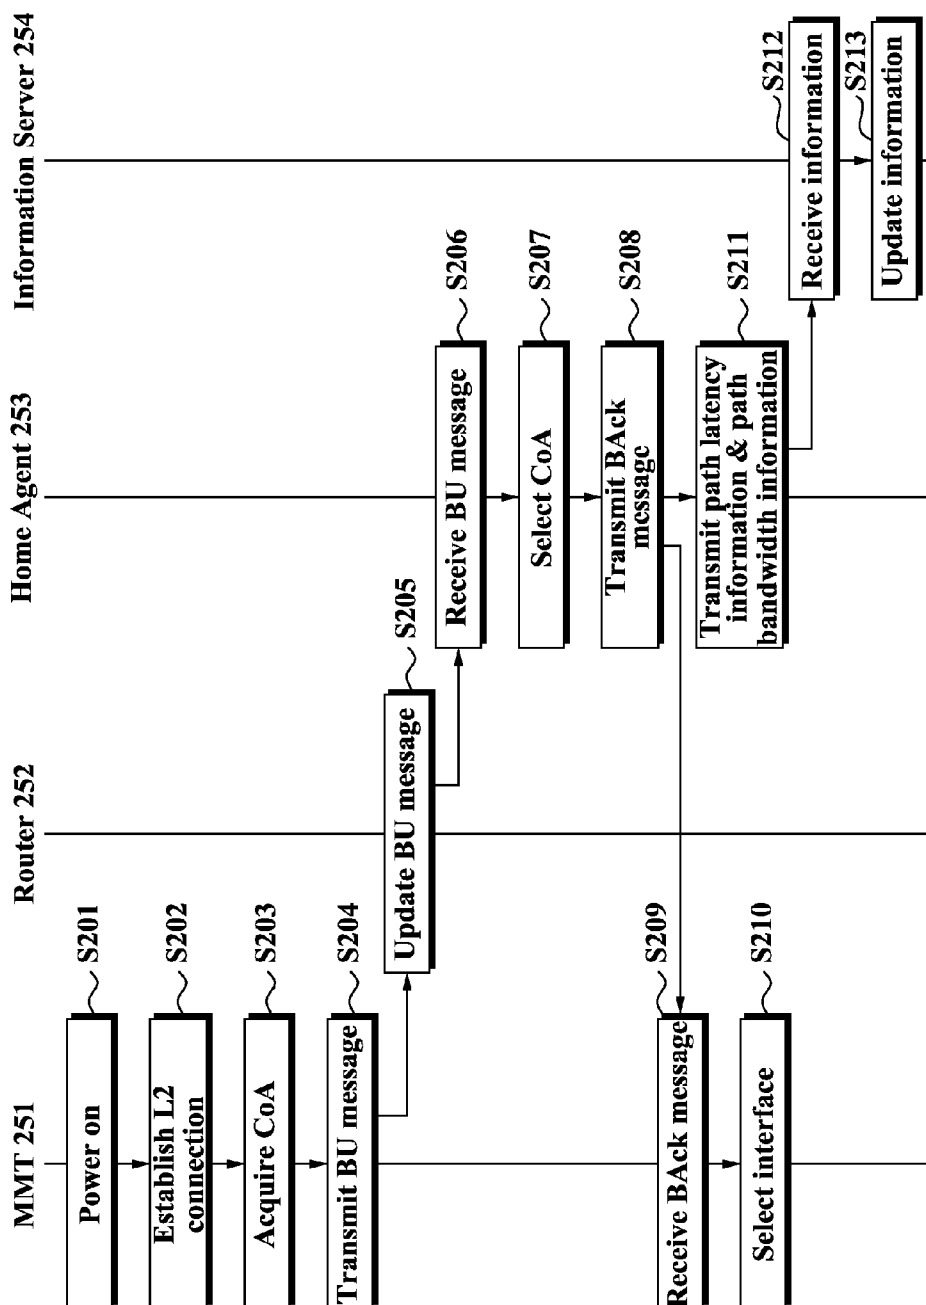 MMT 251
Router 252
Home Agent 253
Information Server 254
Power on
S201
Establish L2
connection
S202
Acquire CoA
S203
Transmit BU message
S204
Update BU message
S205
Receive BU message
S206
Select CoA
S207
Transmit BAck
message
S208
Receive BAck message
S209
Select interface
S210
Transmit path latency
information & path
bandwidth information
S211
Receive information
S212
Update information
S213